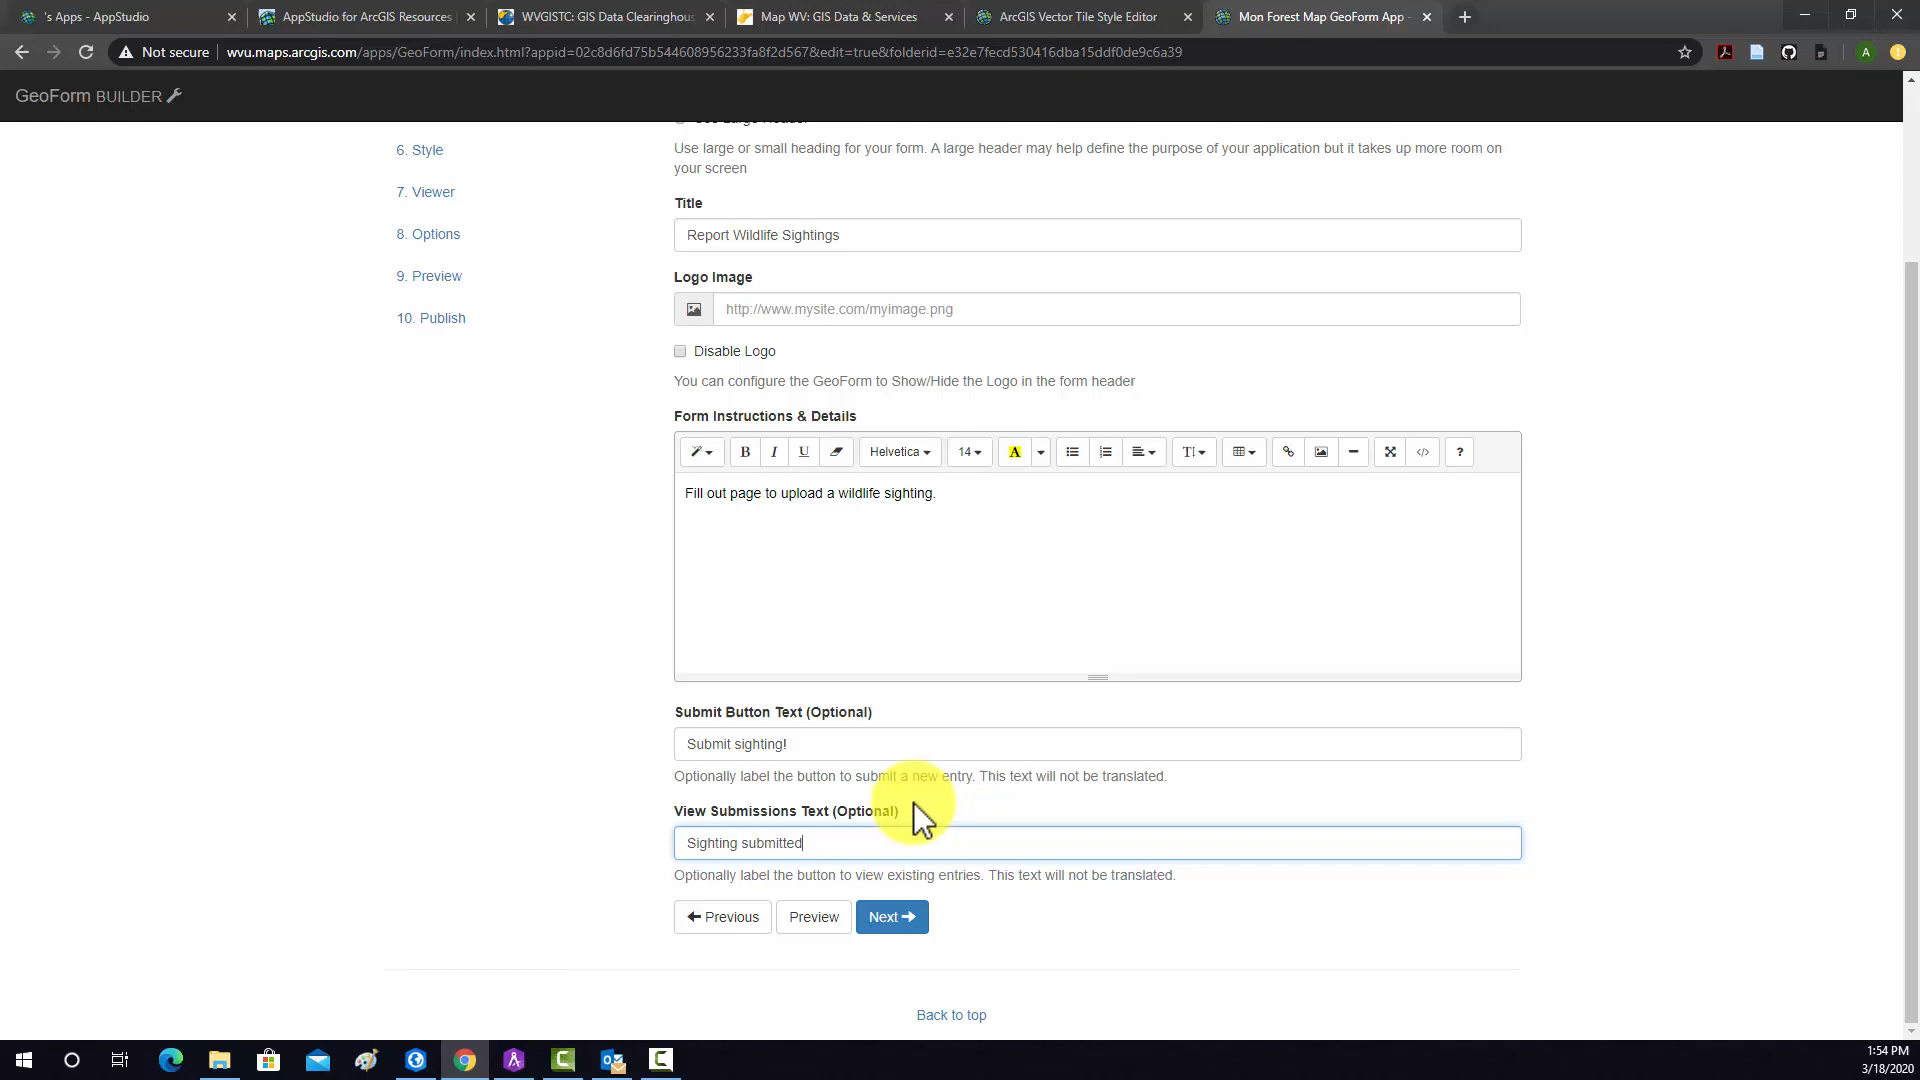 's Apps - AppStudio
AppStudio for ArcGIS Resources
WVGISTC: GIS Data Clearinghous
Map WV: GIS Data & Services
ArcGIS Vector Tile Style Editor
Mon Forest Map GeoForm App -
Not secure
wvu.maps.arcgis.com/apps/GeoForm/index.html?appid=02c8d6fd75b544608956233fa8f2d567&edit=true&folderid=e32e7fecd530416dba15ddf0de9c6a39
A
GeoForm BUILDER
6. Style
7. Viewer
8. Options
9. Preview
10. Publish
Use large or small heading for your form. A large header may help define the purpose of your application but it takes up more room on
your screen
Title
Report Wildlife Sightings
Logo Image
http://www.mysite.com/myimage.png
Disable Logo
You can configure the GeoForm to Show/Hide the Logo in the form header
Form Instructions & Details
B I U Helvetica 14 A ?
Fill out page to upload a wildlife sighting.
Submit Button Text (Optional)
Submit sighting!
Optionally label the button to submit a new entry. This text will not be translated.
View Submissions Text (Optional)
Sighting submitted
Optionally label the button to view existing entries. This text will not be translated.
Previous
Preview
Next
Back to top
1:54 PM
3/18/2020